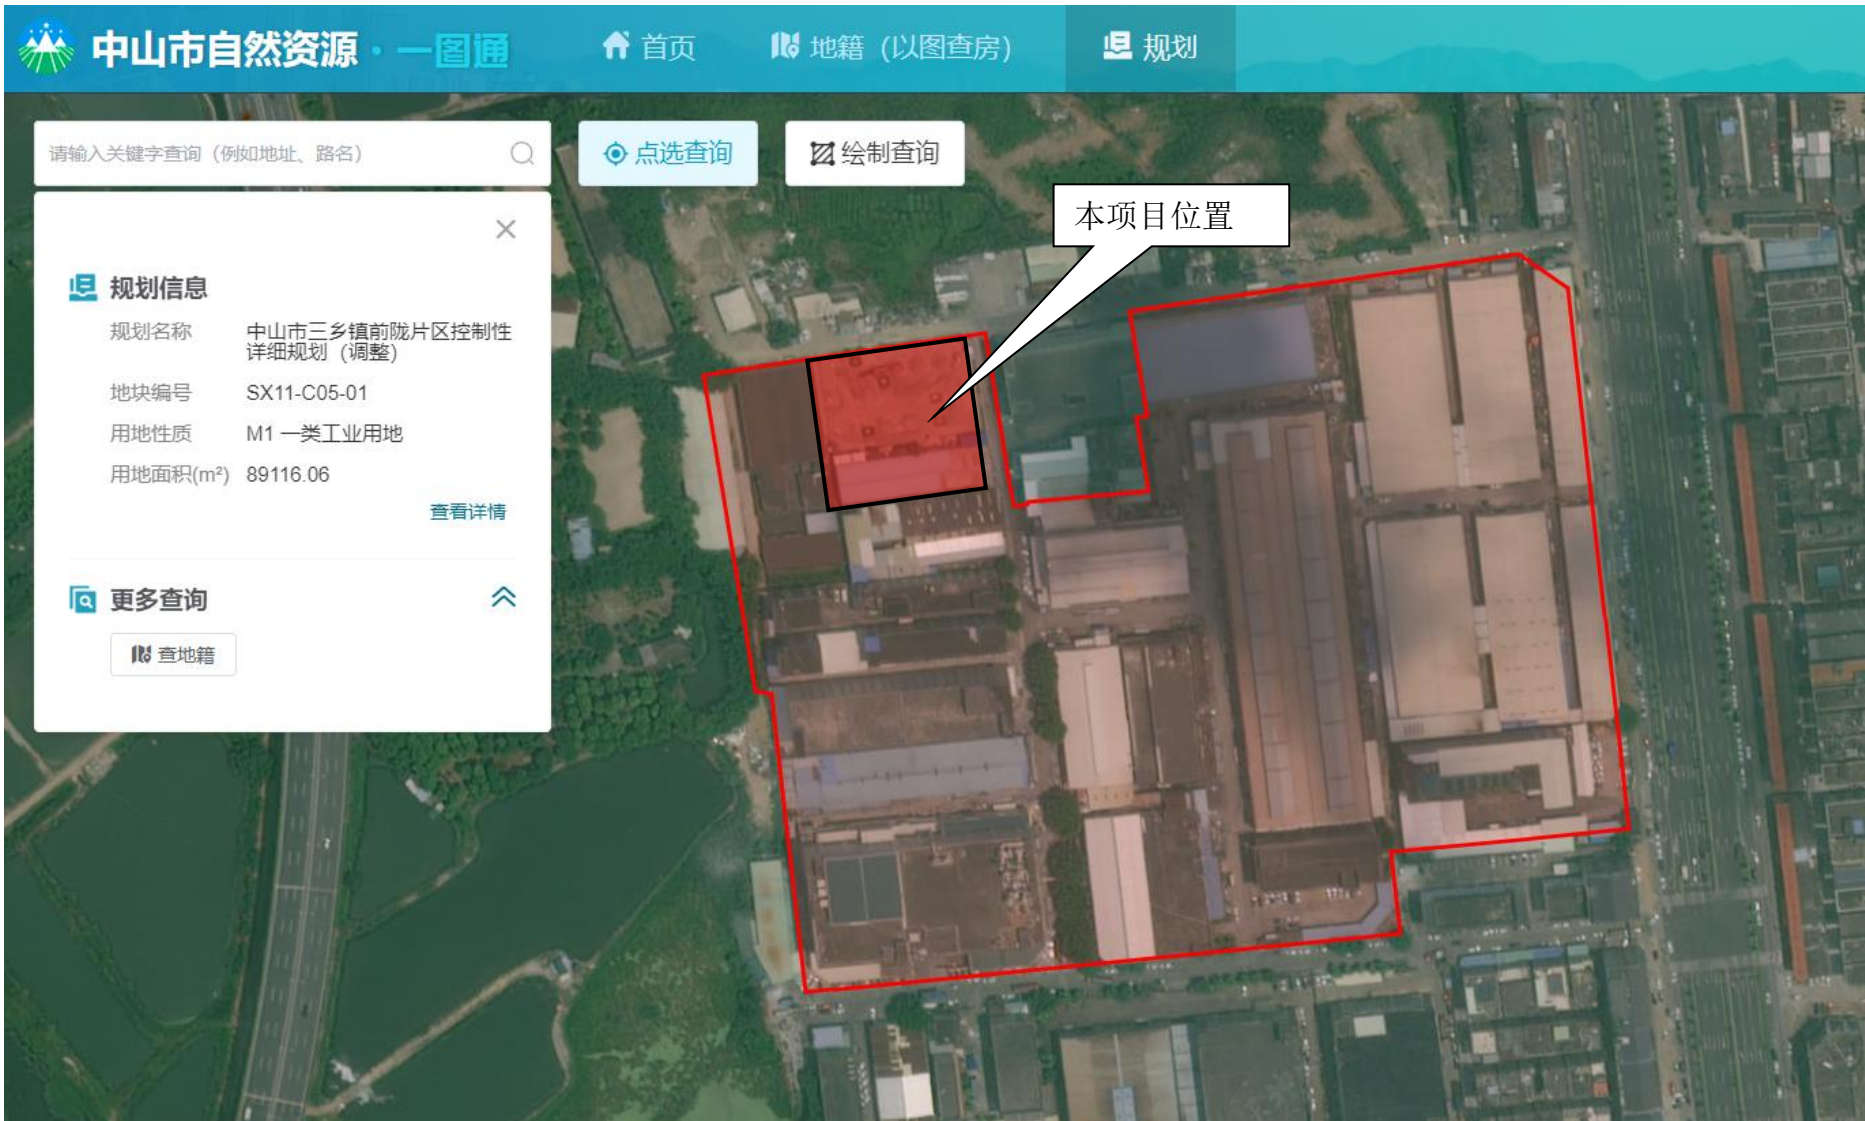 中山市自然资源·一图通
首页
地籍（以图查房）
规划
请输入关键字查询（例如地址、路名）
点选查询
绘制查询
本项目位置
规划信息
规划名称 中山市三乡镇前陇片区控制性
详细规划（调整）
地块编号 SX11-C05-01
用地性质 M1 一类工业用地
用地面积(m²) 89116.06
查看详情
更多查询
查地籍